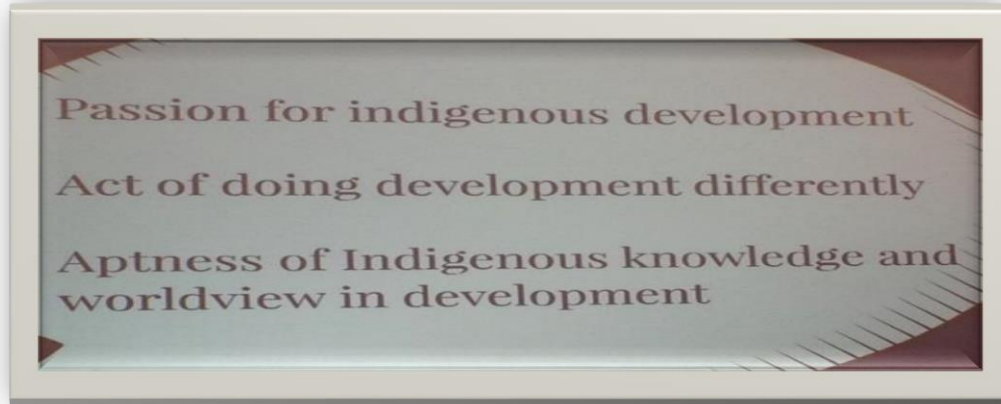 Passion for indigenous development
Act of doing development differently
Aptness of Indigenous knowledge and
worldview in development